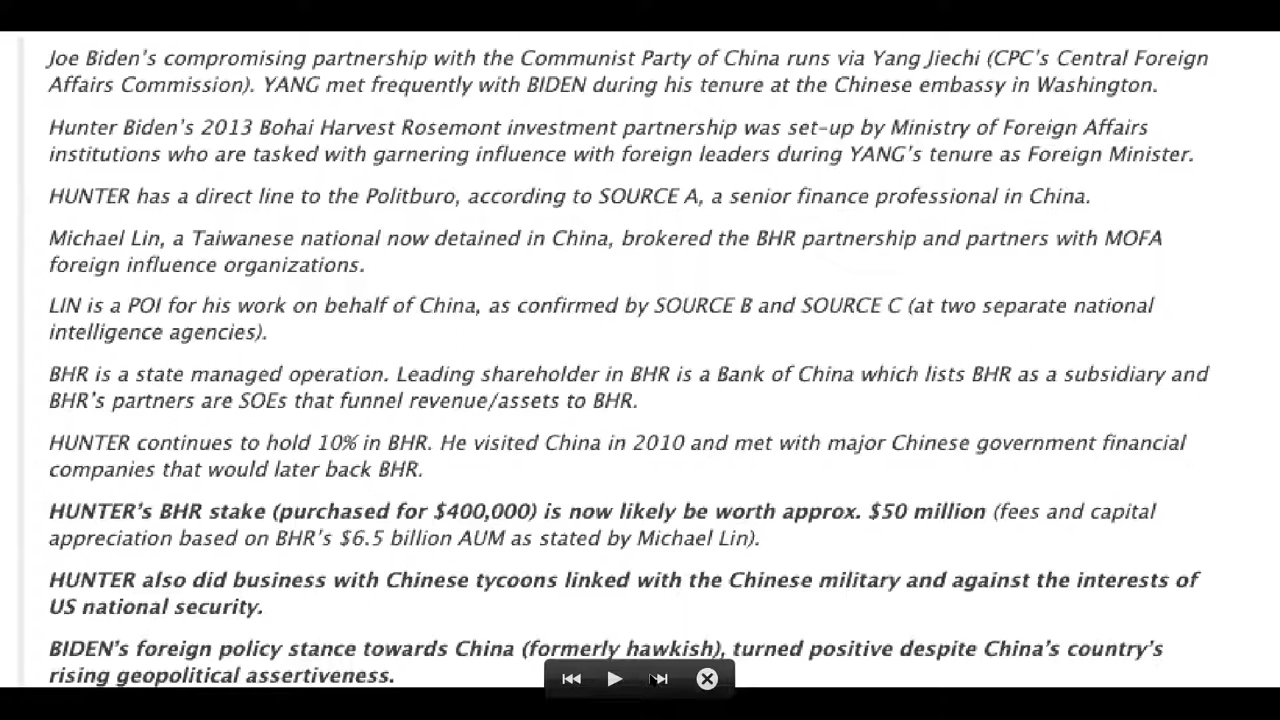 Joe Biden's compromising partnership with the Communist Party of China runs via Yang Jiechi (CPC's Central Foreign
Affairs Commission). YANG met frequently with BIDEN during his tenure at the Chinese embassy in Washington.
Hunter Biden's 2013 Bohai Harvest Rosemont investment partnership was set-up by Ministry of Foreign Affairs
institutions who are tasked with garnering influence with foreign leaders during YANG's tenure as Foreign Minister.
HUNTER has a direct line to the Politburo, according to SOURCE A, a senior finance professional in China.
Michael Lin, a Taiwanese national now detained in China, brokered the BHR partnership and partners with MOFA
foreign influence organizations.
LIN is a POI for his work on behalf of China, as confirmed by SOURCE B and SOURCE C (at two separate national
intelligence agencies).
BHR is a state managed operation. Leading shareholder in BHR is a Bank of China which lists BHR as a subsidiary and
BHR's partners are SOEs that funnel revenue/assets to BHR.
HUNTER continues to hold 10% in BHR. He visited China in 2010 and met with major Chinese government financial
companies that would later back BHR.
HUNTER's BHR stake (purchased for $400,000) is now likely be worth approx. $50 million (fees and capital
appreciation based on BHR's $6.5 billion AUM as stated by Michael Lin).
HUNTER also did business with Chinese tycoons linked with the Chinese military and against the interests of
US national security.
BIDEN's foreign policy stance towards China (formerly hawkish), turned positive despite China's country's
rising geopolitical assertiveness.